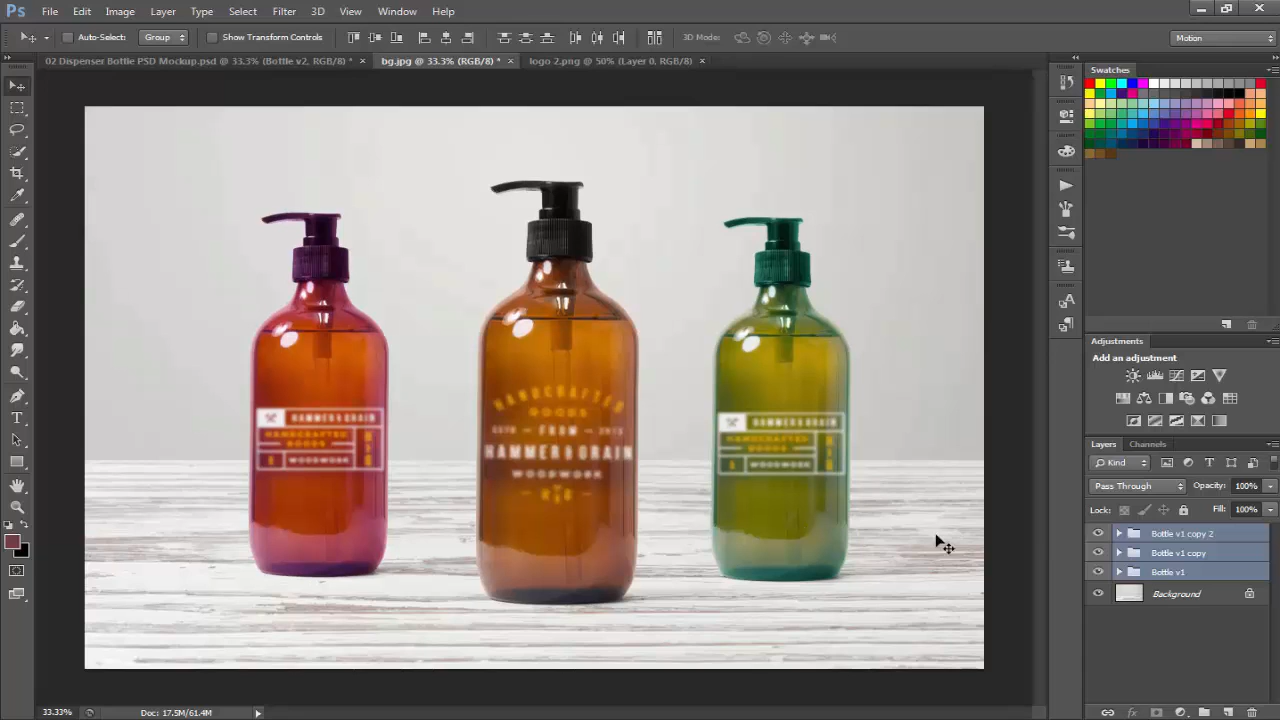 Ps File Edit Image Layer Type Select Filter 3D View Window Help
Auto-Select: Group Show Transform Controls 3D Mode: Motion
02 Dispenser Bottle PSD Mockup.psd @ 33.3% (Bottle v2, RGB/8) * × bg.jpg @ 33.3% (RGB/8) * × logo 2.png @ 50% (Layer 0, RGB/8) ×
Swatches
Adjustments
Add an adjustment
Layers Channels
Kind
Pass Through Opacity: 100%
Lock: Fill: 100%
Bottle v1 copy 2
Bottle v1 copy
Bottle v1
Background
HAMMER & GRAIN
HANDCRAFTED
GOODS
WOODWORK
HANDCRAFTED
GOODS
FROM
HAMMER & GRAIN
WOODWORK
HAMMER & GRAIN
HANDCRAFTED
GOODS
WOODWORK
33.33% Doc: 17.5M/61.4M